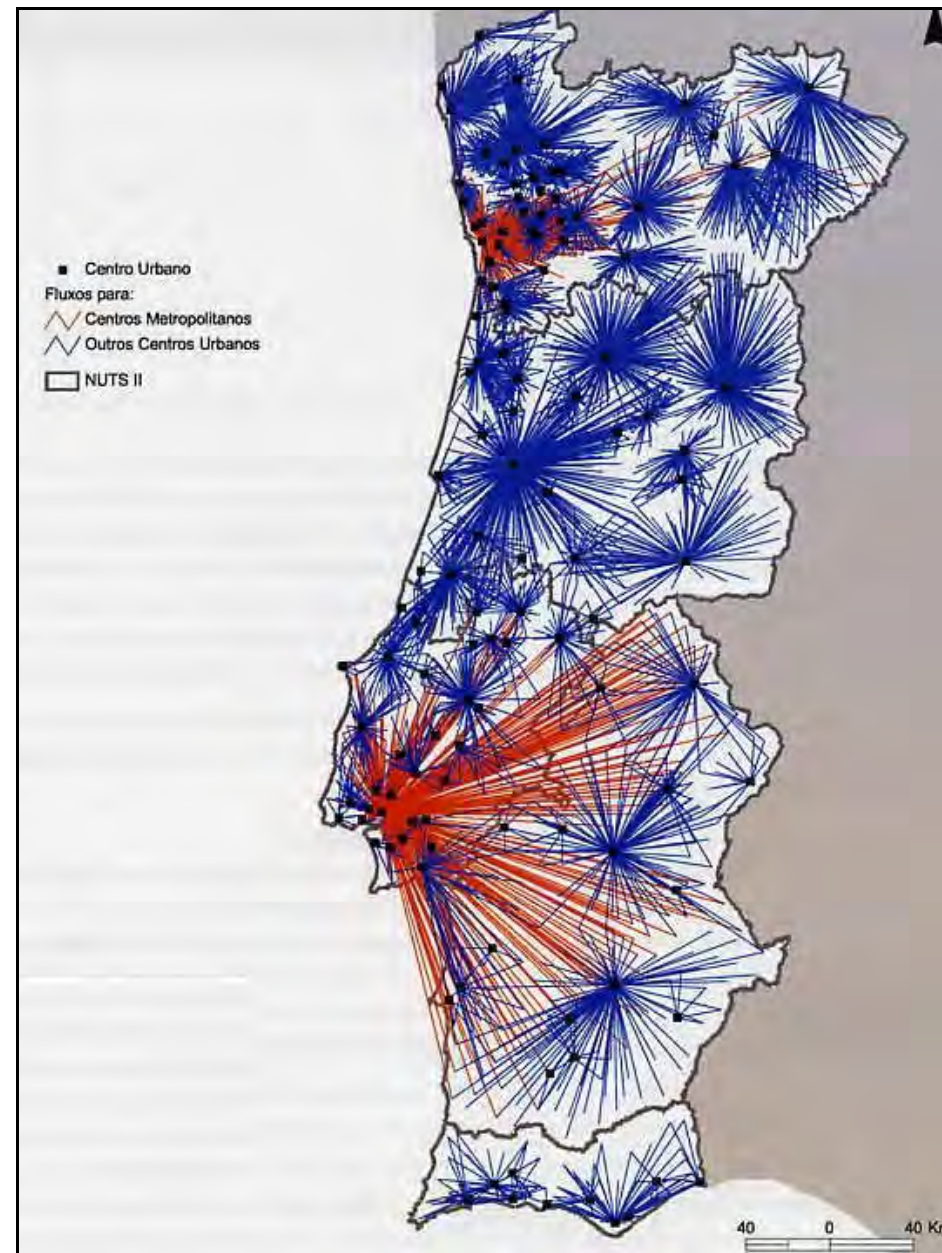 Centro Urbano
Fluxos para:
Centros Metropolitanos
Outros Centros Urbanos
NUTS II
40 0 40 Km